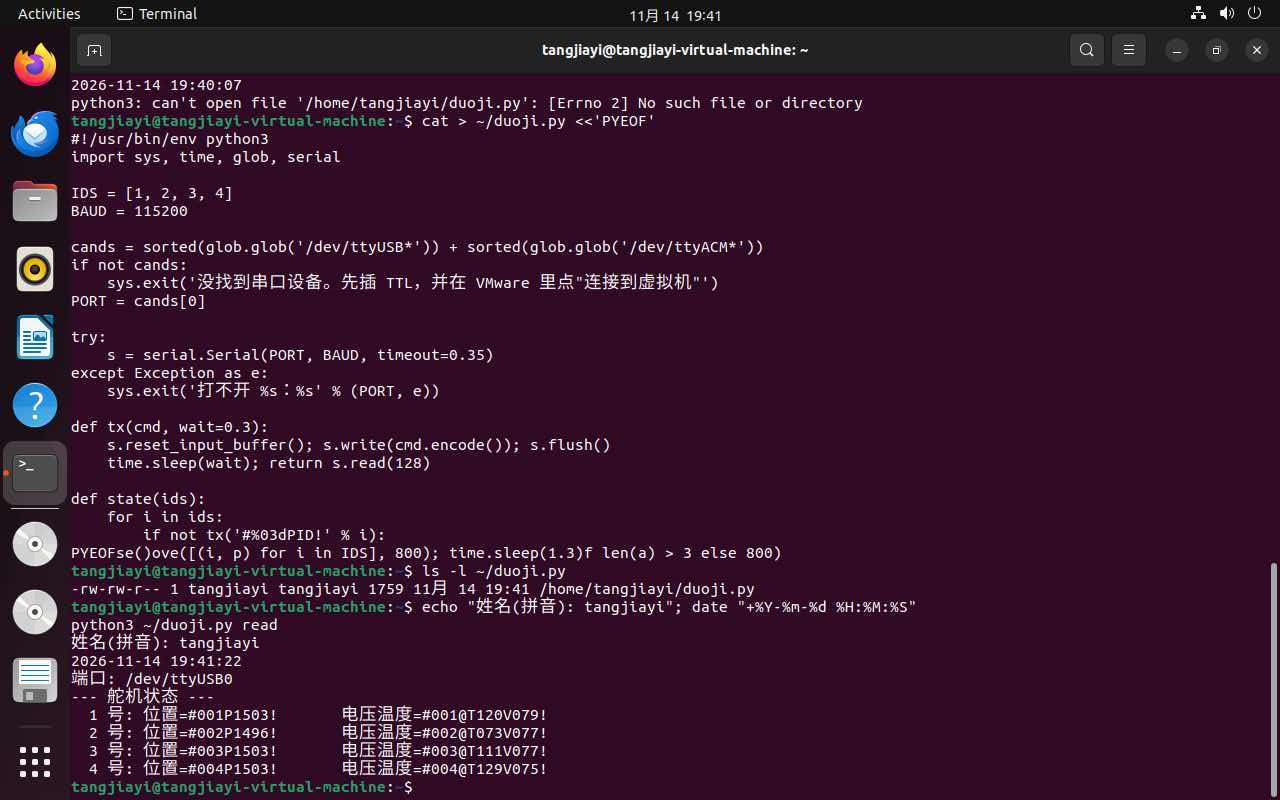 Activities
Terminal
11月 14 19:41
tangjiayi@tangjiayi-virtual-machine: ~
2026-11-14 19:40:07
python3: can't open file '/home/tangjiayi/duoji.py': [Errno 2] No such file or directory
tangjiayi@tangjiayi-virtual-machine:~$ cat > ~/duoji.py <<'PYEOF'
#!/usr/bin/env python3
import sys, time, glob, serial
IDS = [1, 2, 3, 4]
BAUD = 115200
cands = sorted(glob.glob('/dev/ttyUSB*')) + sorted(glob.glob('/dev/ttyACM*'))
if not cands:
    sys.exit('没找到串口设备。先插 TTL，并在 VMware 里点"连接到虚拟机"')
PORT = cands[0]
try:
    s = serial.Serial(PORT, BAUD, timeout=0.35)
except Exception as e:
    sys.exit('打不开 %s：%s' % (PORT, e))
def tx(cmd, wait=0.3):
    s.reset_input_buffer(); s.write(cmd.encode()); s.flush()
    time.sleep(wait); return s.read(128)
def state(ids):
    for i in ids:
        if not tx('#%03dPID!' % i):
PYEOFse()ove([(i, p) for i in IDS], 800); time.sleep(1.3)f len(a) > 3 else 800)
tangjiayi@tangjiayi-virtual-machine:~$ ls -l ~/duoji.py
-rw-rw-r-- 1 tangjiayi tangjiayi 1759 11月 14 19:41 /home/tangjiayi/duoji.py
tangjiayi@tangjiayi-virtual-machine:~$ echo "姓名(拼音): tangjiayi"; date "+%Y-%m-%d %H:%M:%S"
python3 ~/duoji.py read
姓名(拼音): tangjiayi
2026-11-14 19:41:22
端口: /dev/ttyUSB0
--- 舵机状态 ---
  1 号: 位置=#001P1503!       电压温度=#001@T120V079!
  2 号: 位置=#002P1496!       电压温度=#002@T073V077!
  3 号: 位置=#003P1503!       电压温度=#003@T111V077!
  4 号: 位置=#004P1503!       电压温度=#004@T129V075!
tangjiayi@tangjiayi-virtual-machine:~$